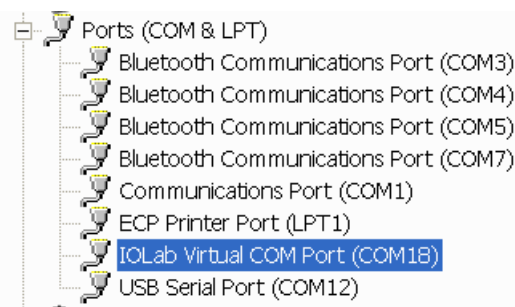 Ports (COM & LPT)
Bluetooth Communications Port (COM3)
Bluetooth Communications Port (COM4)
Bluetooth Communications Port (COM5)
Bluetooth Communications Port (COM7)
Communications Port (COM1)
ECP Printer Port (LPT1)
IOLab Virtual COM Port (COM18)
USB Serial Port (COM12)